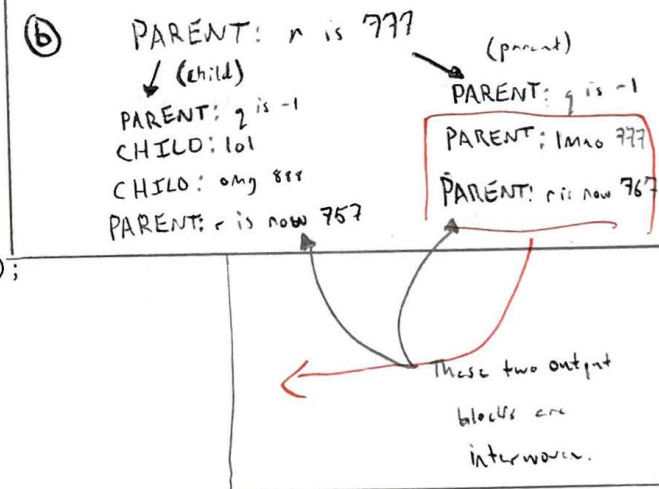 b PARENT: r is 777
(child)
(parent)
PARENT: q is -1
CHILD: lol
CHILD: omg 888
PARENT: r is now 757
PARENT: q is -1
PARENT: lmao 777
PARENT: r is now 767
);
These two output
blocks are
interwoven.